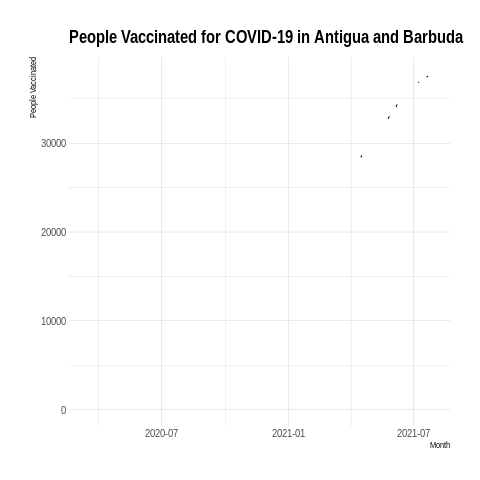 People Vaccinated for COVID-19 in Antigua and Barbuda
People Vaccinated
30000
20000
10000
0
2020-07 2021-01 2021-07
Month